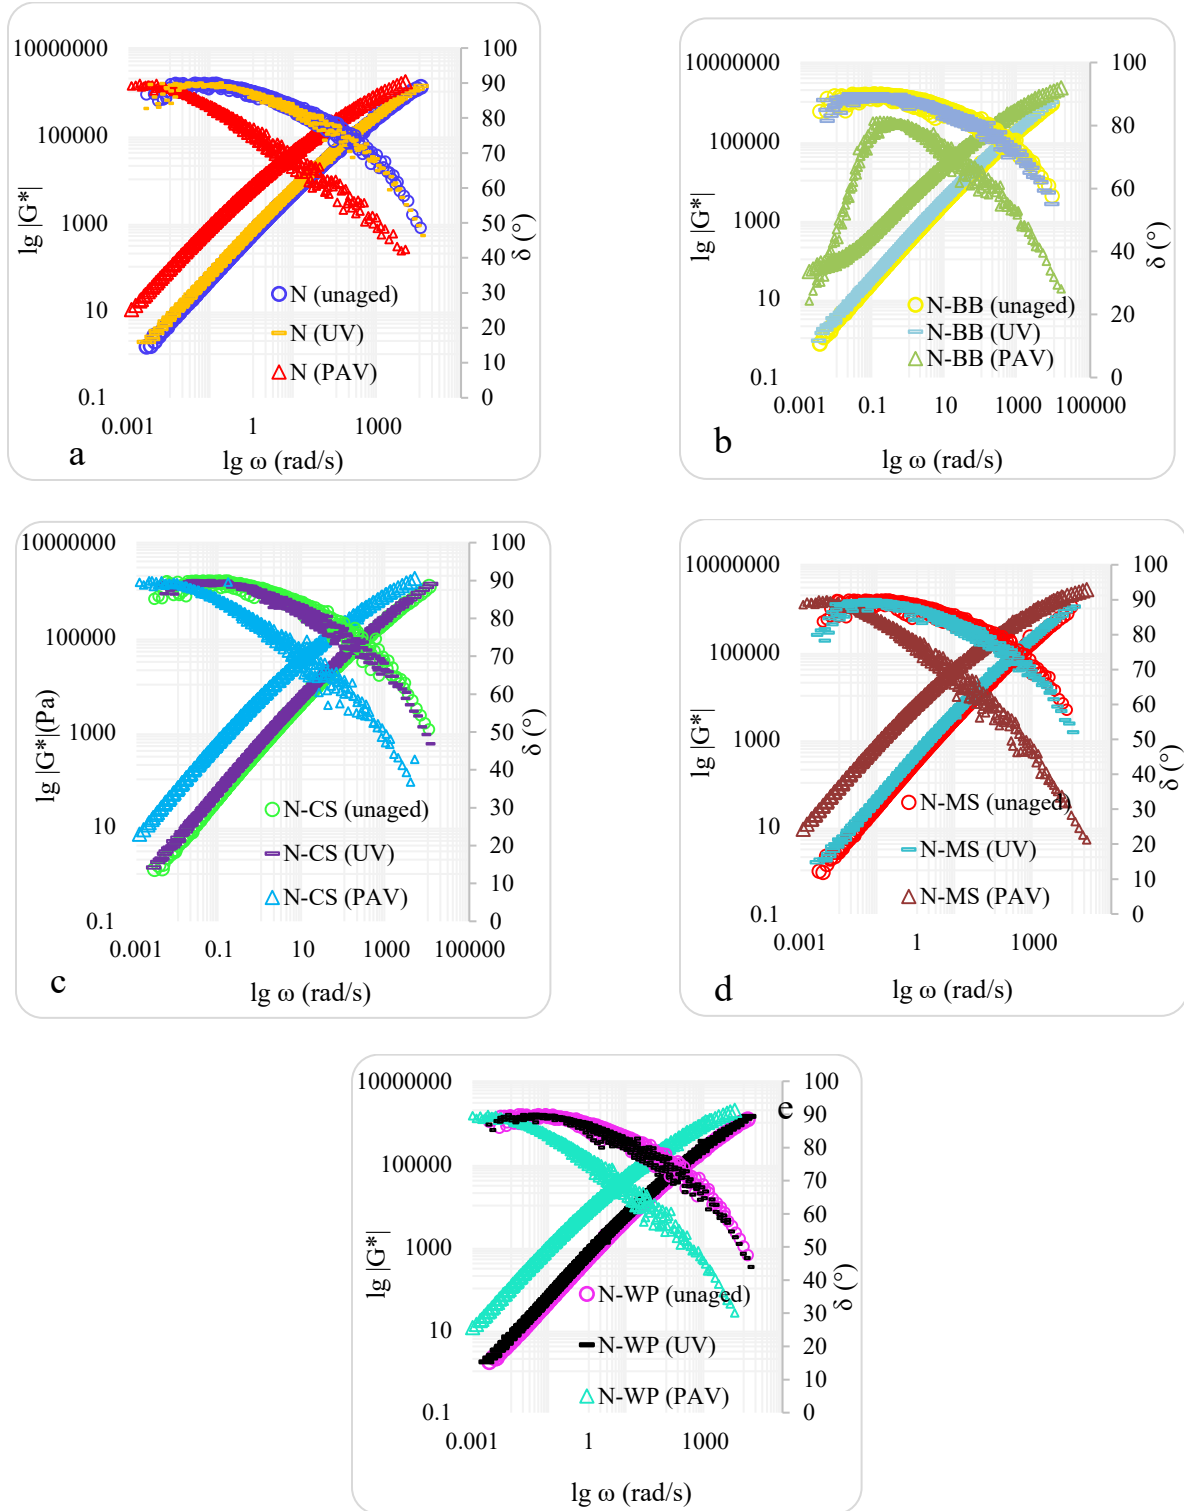 10000000
100000
1000
10
0.1
lg |G*|
100
90
80
70
60
50
40
30
20
10
0
δ (°)
N (unaged)
N (UV)
N (PAV)
0.001
1
1000
lg ω (rad/s)
a
10000000
100000
1000
10
0.1
lg |G*|
100
80
60
40
20
0
δ (°)
N-BB (unaged)
N-BB (UV)
N-BB (PAV)
0.001
0.1
10
1000
100000
lg ω (rad/s)
b
10000000
100000
1000
10
0.1
lg |G*|(Pa)
100
90
80
70
60
50
40
30
20
10
0
δ (°)
N-CS (unaged)
N-CS (UV)
N-CS (PAV)
0.001
0.1
10
1000
100000
lg ω (rad/s)
c
10000000
100000
1000
10
0.1
lg |G*|
100
90
80
70
60
50
40
30
20
10
0
δ (°)
N-MS (unaged)
N-MS (UV)
N-MS (PAV)
0.001
1
1000
lg ω (rad/s)
d
10000000
100000
1000
10
0.1
lg |G*|
100
90
80
70
60
50
40
30
20
10
0
δ (°)
e
N-WP (unaged)
N-WP (UV)
N-WP (PAV)
0.001
1
1000
lg ω (rad/s)